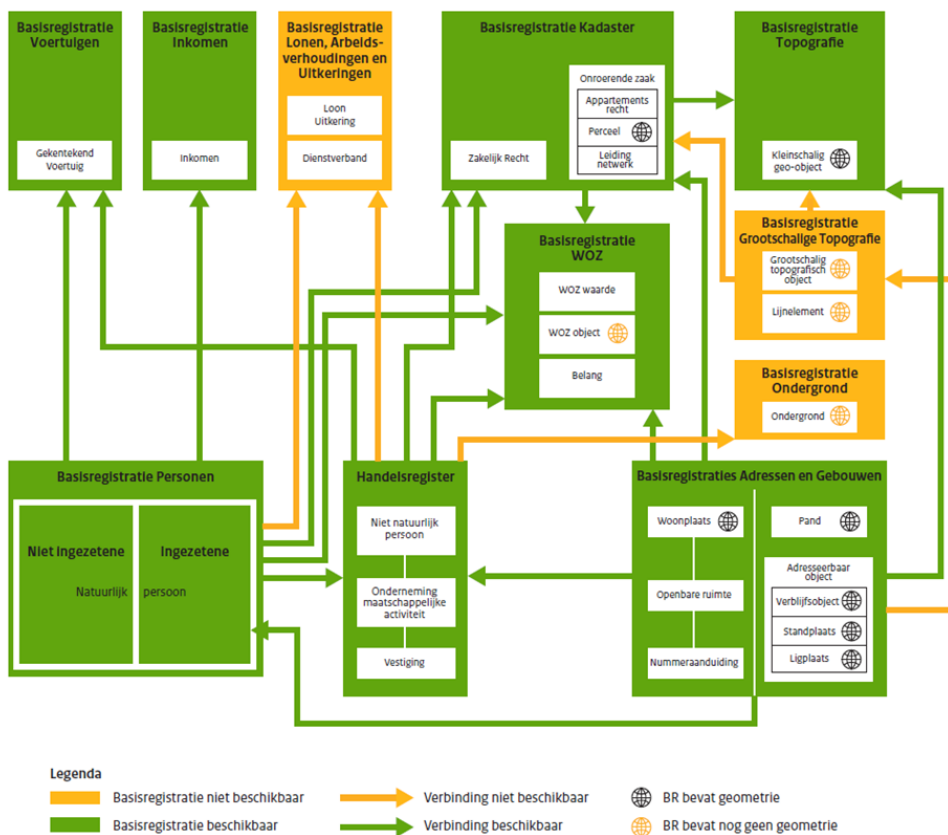 Basisregistratie
Voertuigen
Gekentekend
Voertuig
Basisregistratie
Inkomen
Inkomen
Basisregistratie
Lonen, Arbeids-
verhoudingen en
Uitkeringen
Loon
Uitkering
Dienstverband
Basisregistratie Kadaster
Onroerende zaak
Appartements
recht
Perceel
Leiding
netwerk
Zakelijk Recht
Basisregistratie
Topografie
Kleinschalig
geo-object
Basisregistratie
WOZ
WOZ waarde
WOZ object
Belang
Basisregistratie
Grootschalige Topografie
Grootschalig
topografisch
object
Lijnelement
Basisregistratie
Ondergrond
Ondergrond
Basisregistratie Personen
Niet ingezetene
Ingezetene
Natuurlijk
persoon
Handelsregister
Niet natuurlijk
persoon
Onderneming
maatschappelijke
activiteit
Vestiging
Basisregistraties Adressen en Gebouwen
Woonplaats
Openbare ruimte
Nummeraanduiding
Pand
Adresseerbaar
object
Verblijfsobject
Standplaats
Ligplaats
Legenda
Basisregistratie niet beschikbaar
Verbinding niet beschikbaar
BR bevat geometrie
Basisregistratie beschikbaar
Verbinding beschikbaar
BR bevat nog geen geometrie